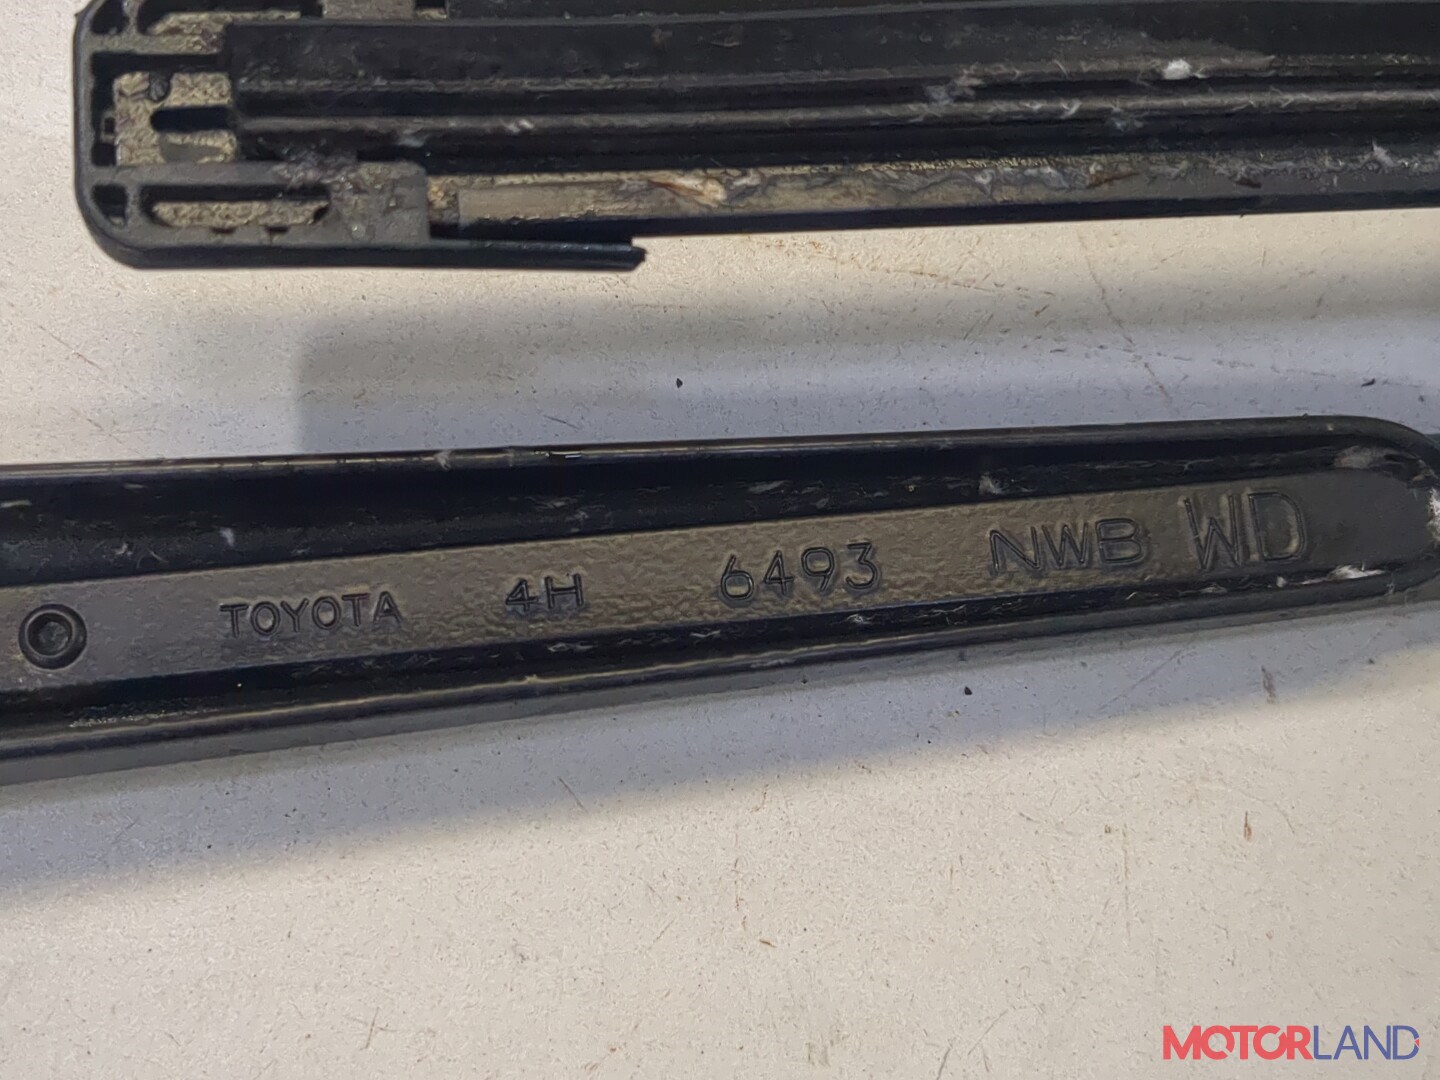 TOYOTA 4H 6493 NWB WD
MOTORLAND